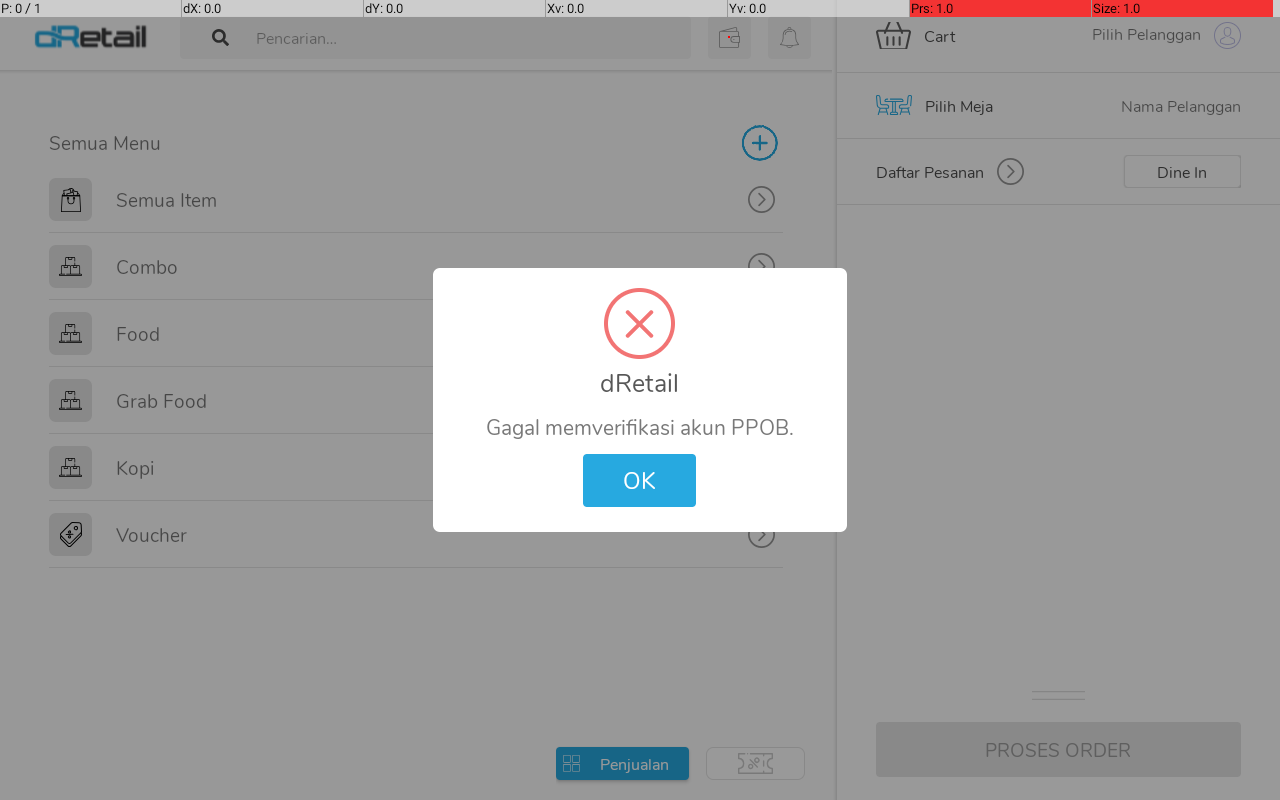 P: 0 / 1 dX: 0.0 dY: 0.0 Xv: 0.0 Yv: 0.0 Prs: 1.0 Size: 1.0
dRetail
Pencarian...
Cart
Pilih Pelanggan
Pilih Meja
Nama Pelanggan
Daftar Pesanan
Dine In
Semua Menu
Semua Item
Combo
Food
Grab Food
Kopi
Voucher
dRetail
Gagal memverifikasi akun PPOB.
OK
Penjualan
PROSES ORDER